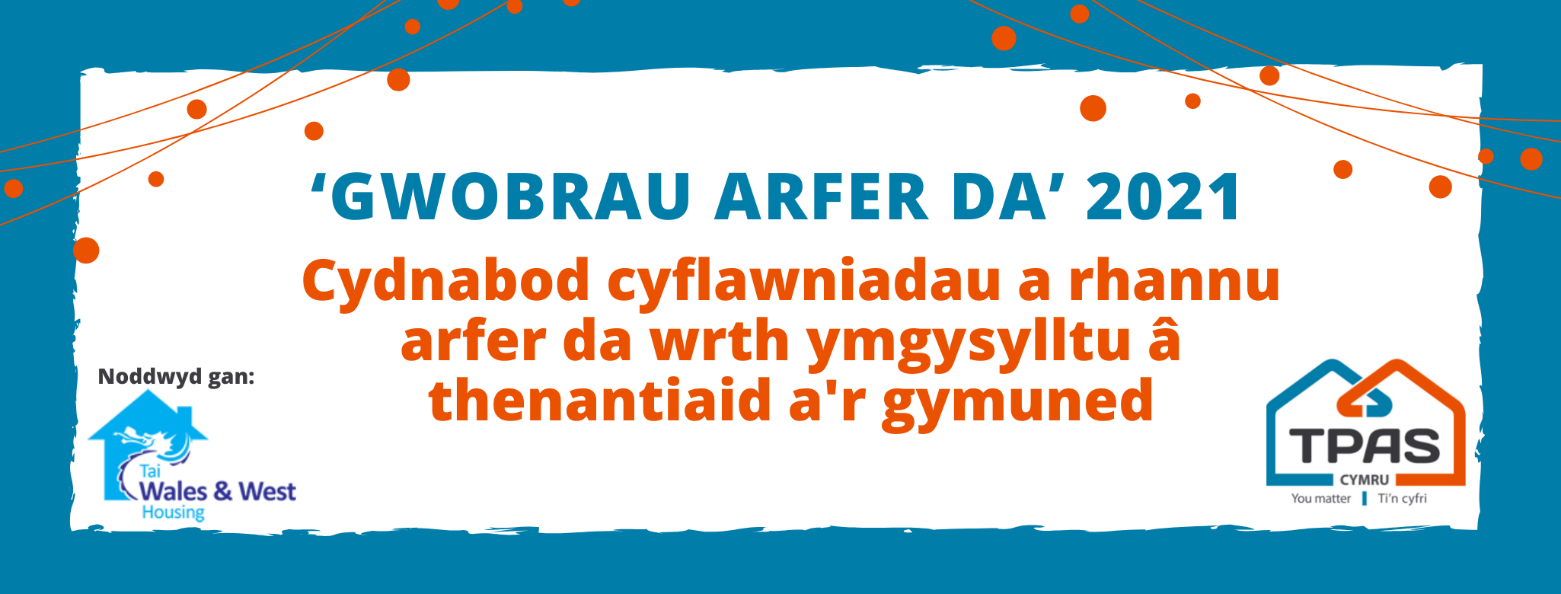 ‘GWOBRAU ARFER DA’ 2021
Cydnabod cyflawniadau a rhannu
arfer da wrth ymgysylltu â
thenantiaid a'r gymuned
Noddwyd gan:
Tai
Wales & West
Housing
TPAS
CYMRU
You matter | Ti'n cyfri